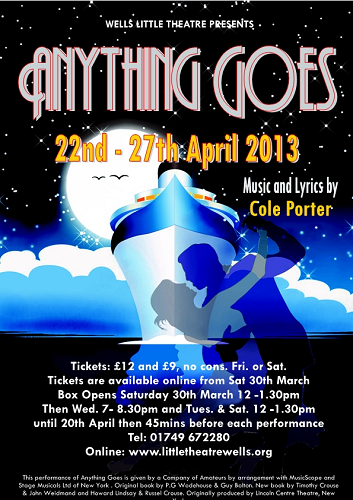 WELLS LITTLE THEATRE PRESENTS
ANYTHING GOES
22nd - 27th April 2013
Music and Lyrics by
Cole Porter
Tickets: £12 and £9, no cons. Fri. or Sat.
Tickets are available online from Sat 30th March
Box Opens Saturday 30th March 12 -1.30pm
Then Wed. 7- 8.30pm and Tues. & Sat. 12 -1.30pm
until 20th April then 45mins before each performance
Tel: 01749 672280
Online: www.littletheatrewells.org
This performance of Anything Goes is given by a Company of Amateurs by arrangement with MusicScope and
Stage Musicals Ltd of New York . Original book by P.G Wodehouse & Guy Bolton, New book by Timothy Crouse
& John Weidmand and Howard Lindsay & Russel Crouse. Originally produced by Lincoln Centre Theatre, New